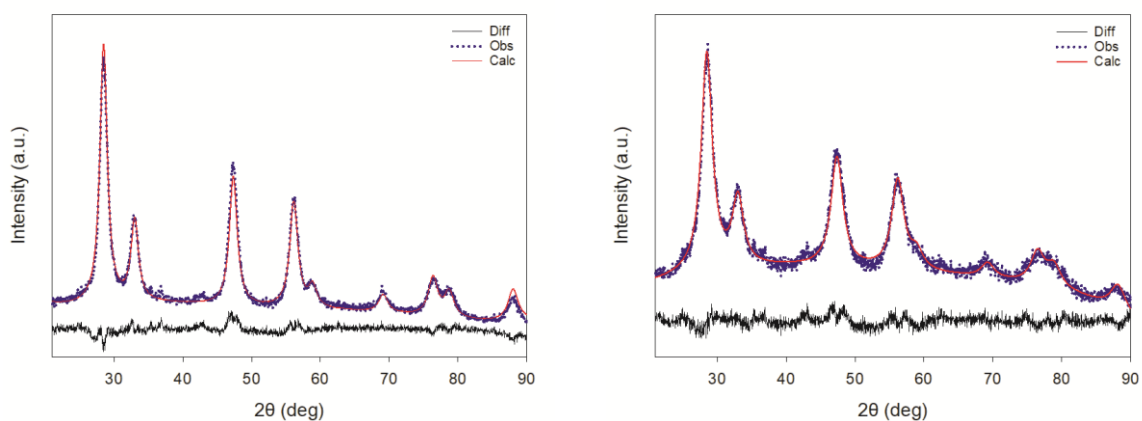 Diff
Obs
Calc
Intensity (a.u.)
30 40 50 60 70 80 90
2θ (deg)
Diff
Obs
Calc
Intensity (a.u.)
30 40 50 60 70 80 90
2θ (deg)